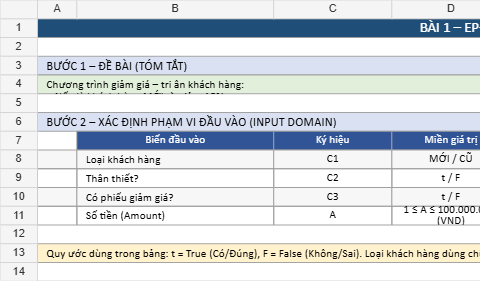 A B C D
1 BÀI 1 – EP-
2
3 BƯỚC 1 – ĐỀ BÀI (TÓM TẮT)
4 Chương trình giảm giá – tri ân khách hàng:
5
6 BƯỚC 2 – XÁC ĐỊNH PHẠM VI ĐẦU VÀO (INPUT DOMAIN)
7 Biến đầu vào Ký hiệu Miền giá trị
8 Loại khách hàng C1 MỚI / CŨ
9 Thân thiết? C2 t / F
10 Có phiếu giảm giá? C3 t / F
11 Số tiền (Amount) A 1 ≤ A ≤ 100.000.
(VND)
12
13 Quy ước dùng trong bảng: t = True (Có/Đúng), F = False (Không/Sai). Loại khách hàng dùng
14